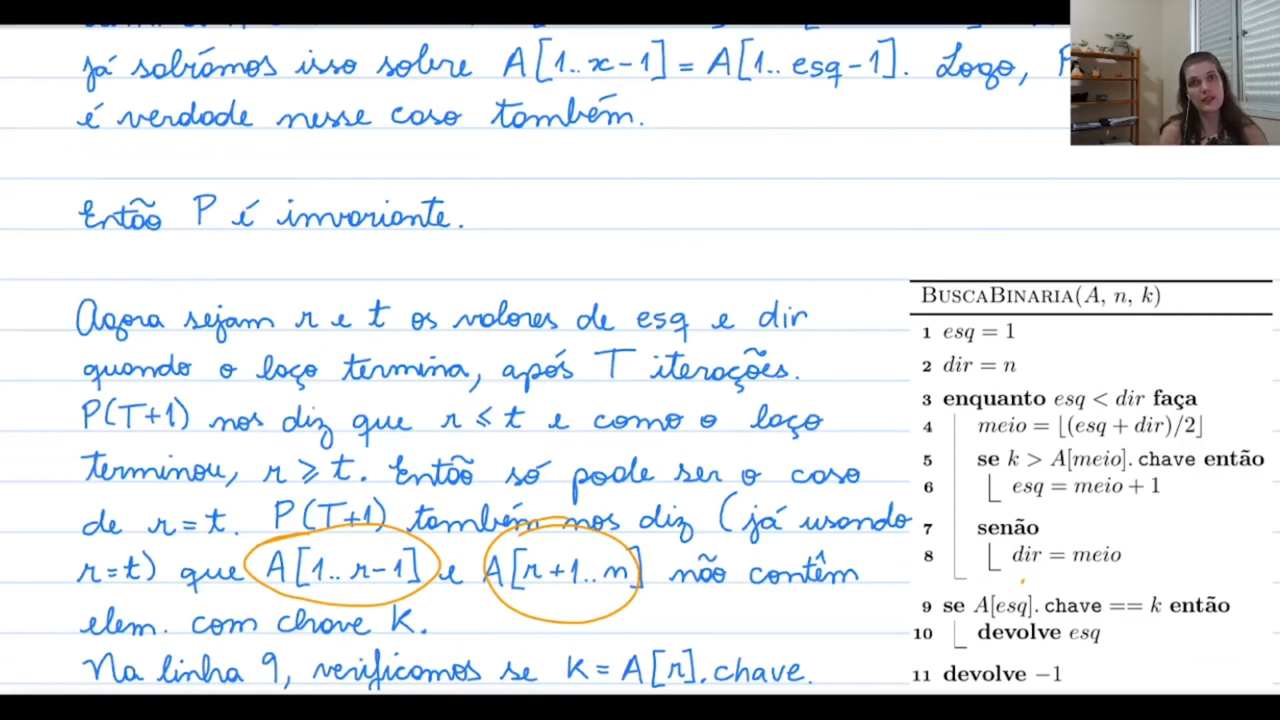 já sabíamos isso sobre A[1..x-1] = A[1..esq-1]. Logo, P
é verdade nesse caso também.
Então P é invariante.
Agora sejam r e t os valores de esq e dir
quando o laço termina, após T iterações.
P(T+1) nos diz que r ≤ t e como o laço
terminou, r ≥ t. Então só pode ser o caso
de r=t. P(T+1) também nos diz (já usando
r=t) que A[1..r-1] e A[r+1..n] não contêm
elem. com chave K.
Na linha 9, verificamos se K = A[r].chave.
BUSCABINARIA(A, n, k)
1 esq = 1
2 dir = n
3 enquanto esq < dir faça
4 meio = ⌊(esq + dir)/2⌋
5 se k > A[meio].chave então
6 esq = meio + 1
7 senão
8 dir = meio
9 se A[esq].chave == k então
10 devolve esq
11 devolve −1